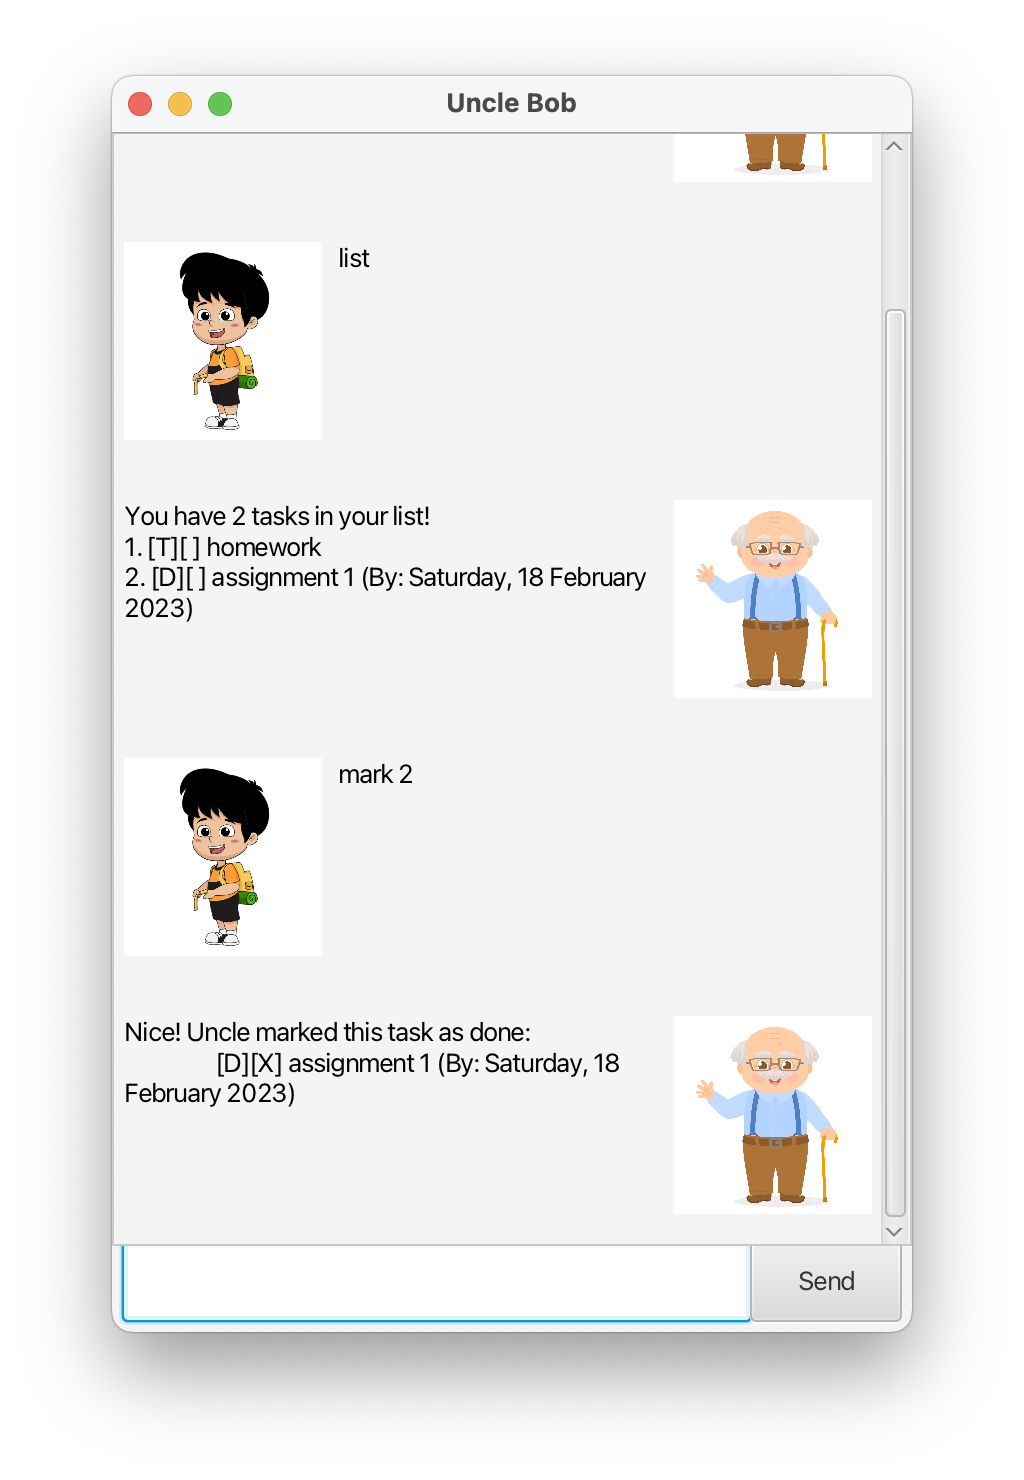 Uncle Bob
list
You have 2 tasks in your list!
1. [T][ ] homework
2. [D][ ] assignment 1 (By: Saturday, 18 February
2023)
mark 2
Nice! Uncle marked this task as done:
[D][X] assignment 1 (By: Saturday, 18
February 2023)
Send